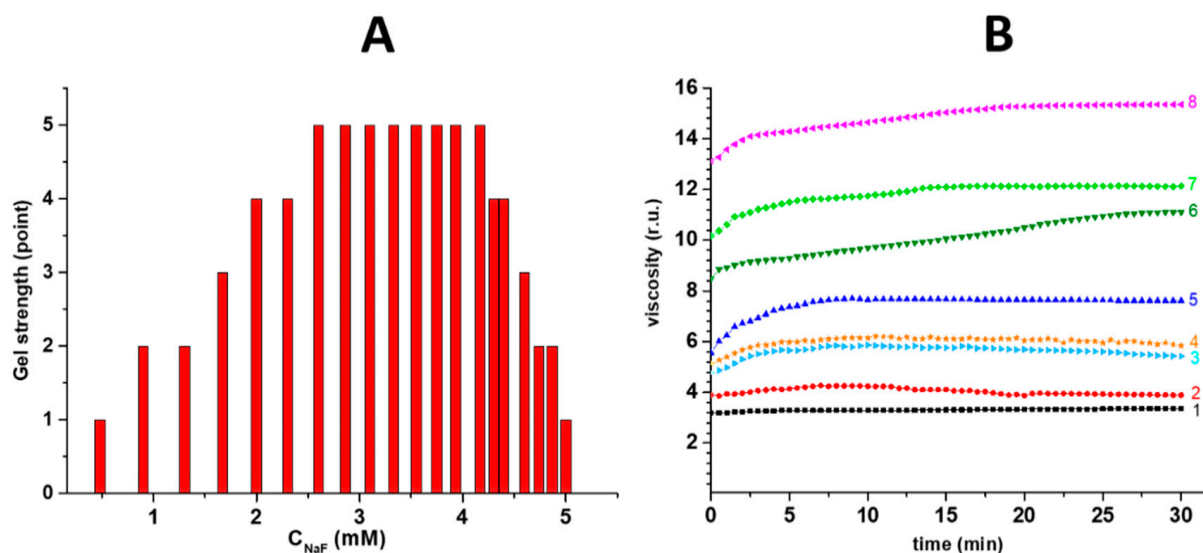 A
Gel strength (point)
5
4
3
2
1
0
1 2 3 4 5
C_NaF (mM)
B
viscosity (r.u.)
16
14
12
10
8
6
4
2
0 5 10 15 20 25 30
time (min)
8
7
6
5
4
3
2
1